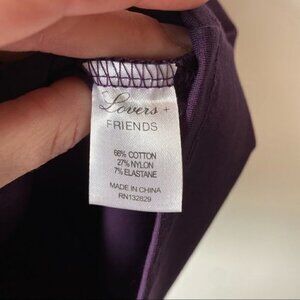 Lovers +
FRIENDS
66% COTTON
27% NYLON
7% ELASTANE
MADE IN CHINA
RN132829